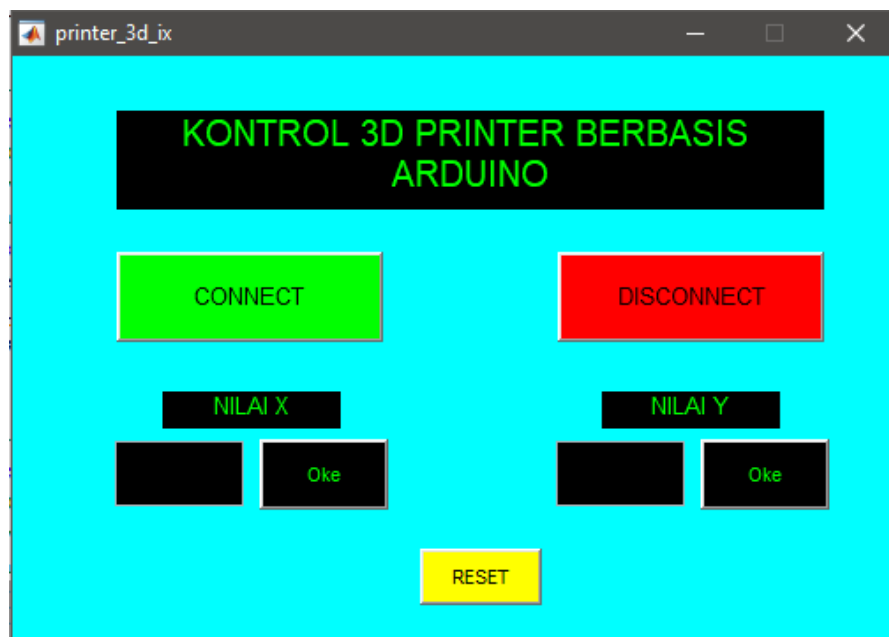 printer_3d_ix
KONTROL 3D PRINTER BERBASIS
ARDUINO
CONNECT
DISCONNECT
NILAI X
NILAI Y
Oke
Oke
RESET